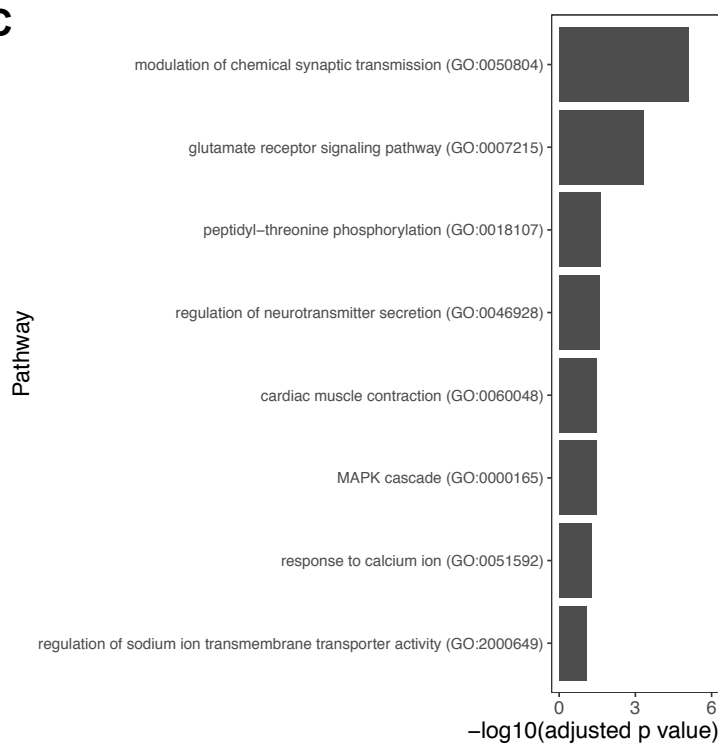 C
modulation of chemical synaptic transmission (GO:0050804)
glutamate receptor signaling pathway (GO:0007215)
peptidyl−threonine phosphorylation (GO:0018107)
regulation of neurotransmitter secretion (GO:0046928)
Pathway
cardiac muscle contraction (GO:0060048)
MAPK cascade (GO:0000165)
response to calcium ion (GO:0051592)
regulation of sodium ion transmembrane transporter activity (GO:2000649)
0 3 6
−log10(adjusted p value)